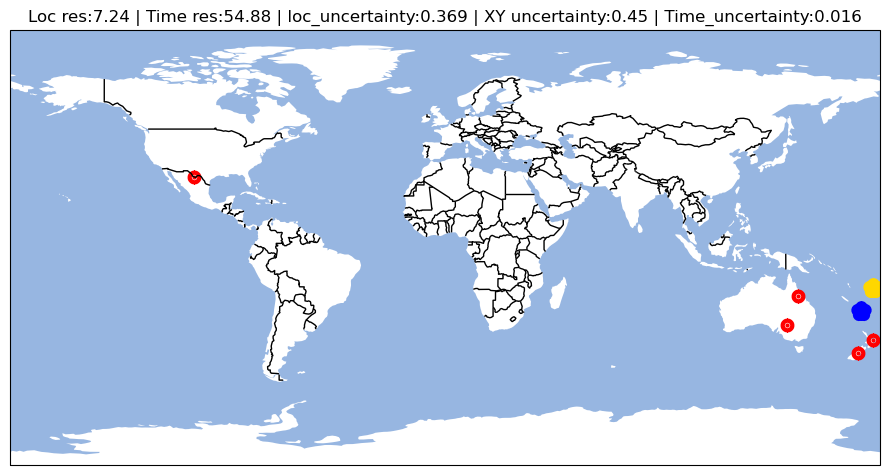 Loc res:7.24 | Time res:54.88 | loc_uncertainty:0.369 | XY uncertainty:0.45 | Time_uncertainty:0.016